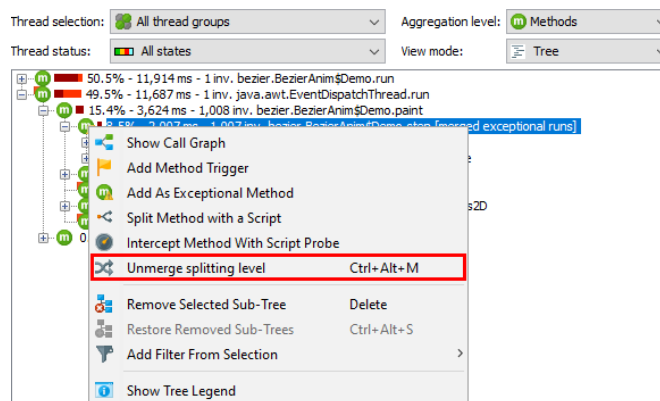 Thread selection: All thread groups Aggregation level: Methods
Thread status: All states View mode: Tree
50.5% - 11,914 ms - 1 inv. bezier.BezierAnim$Demo.run
49.5% - 11,687 ms - 1 inv. java.awt.EventDispatchThread.run
15.4% - 3,624 ms - 1,008 inv. bezier.BezierAnim$Demo.paint
inv. bezier.BezierAnim$Demo.step [merged exceptional runs]
Show Call Graph
e
Add Method Trigger
Add As Exceptional Method
s2D
Split Method with a Script
0
Intercept Method With Script Probe
Unmerge splitting level Ctrl+Alt+M
Remove Selected Sub-Tree Delete
Restore Removed Sub-Trees Ctrl+Alt+S
Add Filter From Selection
Show Tree Legend